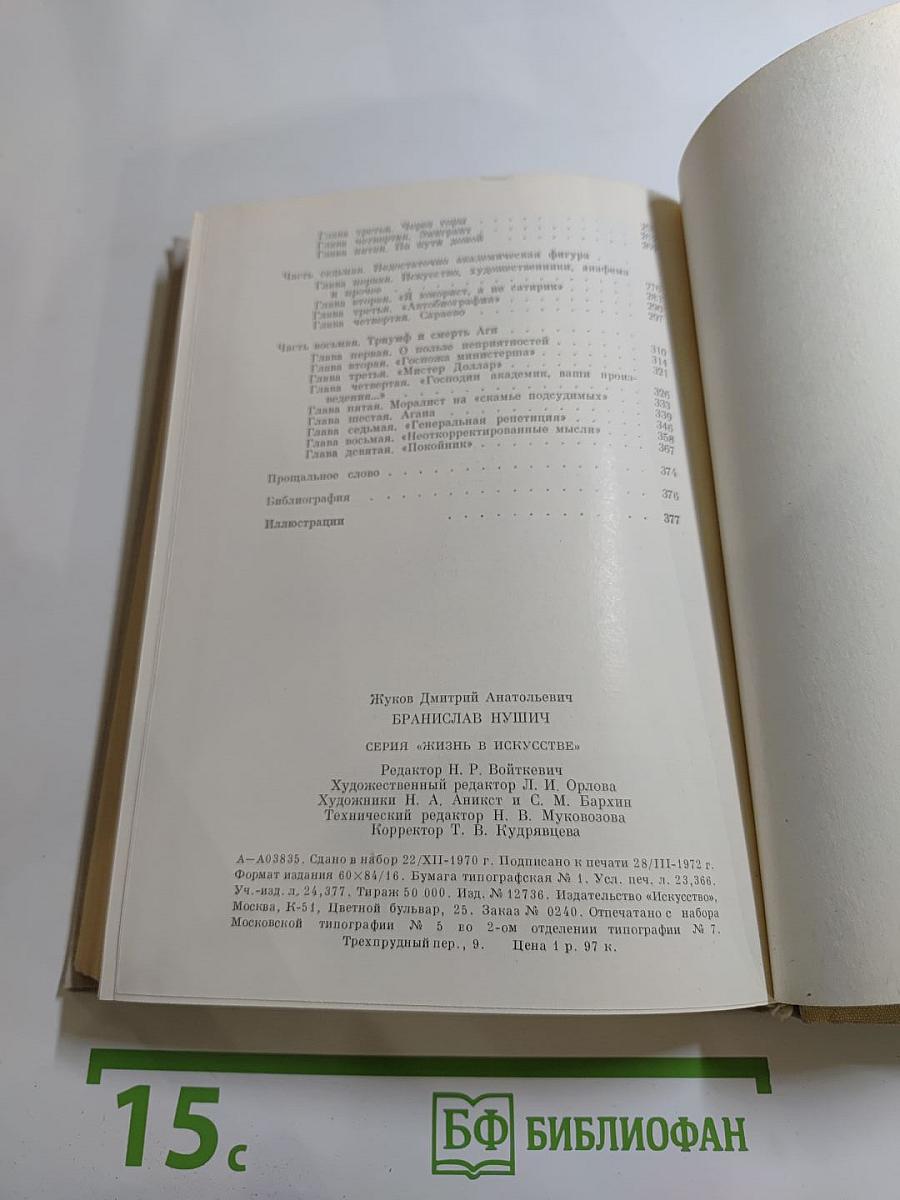 Глава третья. Через горы
Глава четвертая. Эмигрант
Глава пятая. По пути домой
Часть седьмая. Недостаточно академическая фигура
Глава первая. Искусство, художественники, анафема
и прочее 276
Глава вторая. «Я юморист, а не сатирик»
Глава третья. «Автобиография» 290
Глава четвертая. Сараево 297
Часть восьмая. Триумф и смерть Аги
Глава первая. О пользе неприятностей 310
Глава вторая. «Госпожа министерша» 314
Глава третья. «Мистер Доллар» 321
Глава четвертая. «Господин академик, ваши произ-
ведения...» 326
Глава пятая. Моралист на «скамье подсудимых» 333
Глава шестая. Агана 339
Глава седьмая. «Генеральная репетиция» 346
Глава восьмая. «Неоткорректированные мысли» 358
Глава девятая. «Покойник» 367
Прощальное слово 374
Библиография 376
Иллюстрации 377
Жуков Дмитрий Анатольевич
БРАНИСЛАВ НУШИЧ
СЕРИЯ «ЖИЗНЬ В ИСКУССТВЕ»
Редактор Н. Р. Войткевич
Художественный редактор Л. И. Орлова
Художники Н. А. Аникст и С. М. Бархин
Технический редактор Н. В. Муковозова
Корректор Т. В. Кудрявцева
А—А03835. Сдано в набор 22/XII-1970 г. Подписано к печати 28/III-1972 г.
Формат издания 60×84/16. Бумага типографская № 1. Усл. печ. л. 23,366.
Уч.-изд. л. 24,377. Тираж 50 000. Изд. № 12736. Издательство «Искусство»,
Москва, К-51, Цветной бульвар, 25. Заказ № 0240. Отпечатано с набора
Московской типографии № 5 во 2-ом отделении типографии № 7.
Трехпрудный пер., 9. Цена 1 р. 97 к.
15 с
БФ БИБЛИОФАН